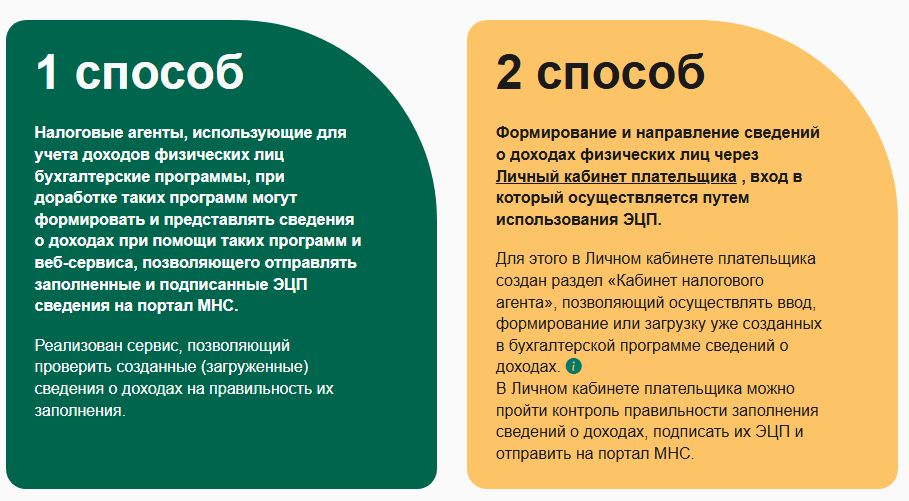 1 способ
Налоговые агенты, использующие для
учета доходов физических лиц
бухгалтерские программы, при
доработке таких программ могут
формировать и представлять сведения
о доходах при помощи таких программ и
веб-сервиса, позволяющего отправлять
заполненные и подписанные ЭЦП
сведения на портал МНС.
Реализован сервис, позволяющий
проверить созданные (загруженные)
сведения о доходах на правильность их
заполнения.
2 способ
Формирование и направление сведений
о доходах физических лиц через
Личный кабинет плательщика , вход в
который осуществляется путем
использования ЭЦП.
Для этого в Личном кабинете плательщика
создан раздел «Кабинет налогового
агента», позволяющий осуществлять ввод,
формирование или загрузку уже созданных
в бухгалтерской программе сведений о
доходах. i
В Личном кабинете плательщика можно
пройти контроль правильности заполнения
сведений о доходах, подписать их ЭЦП и
отправить на портал МНС.